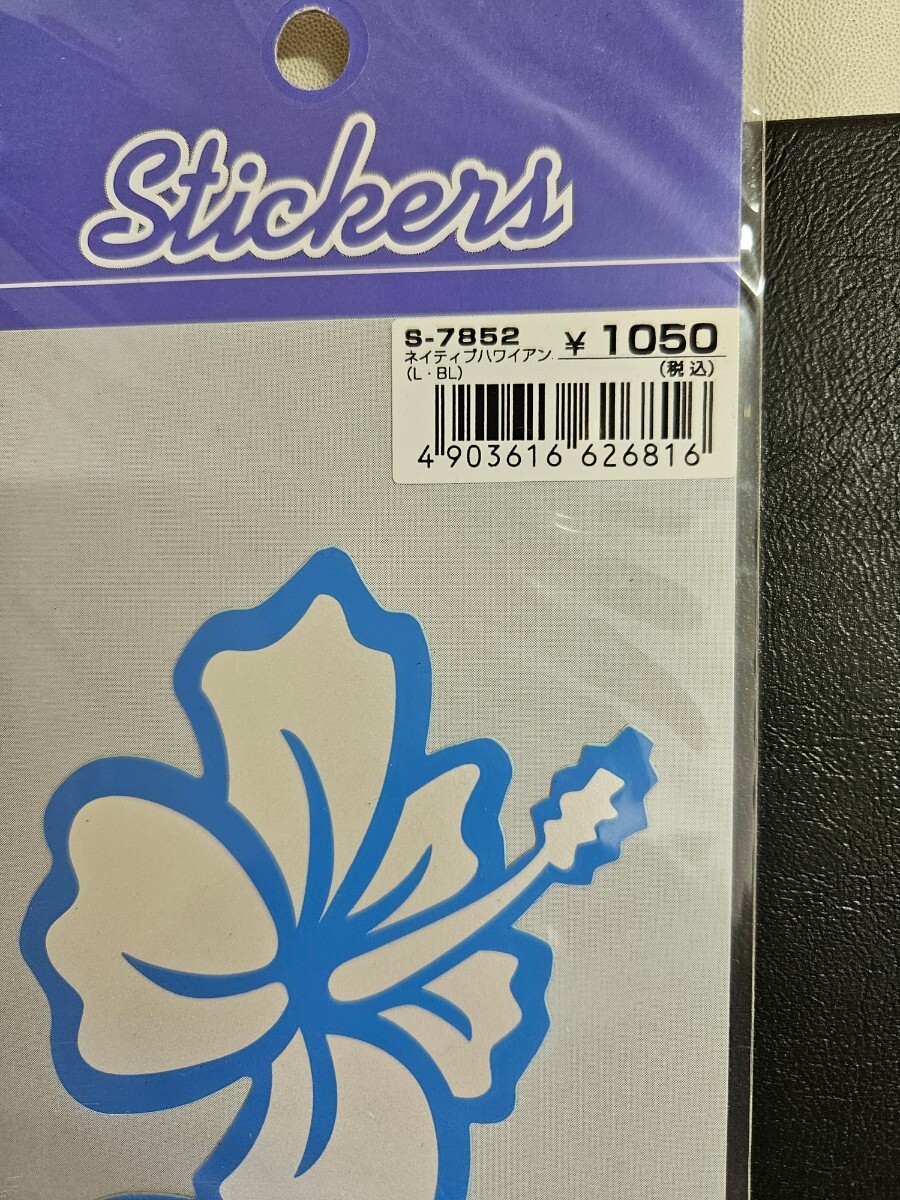 Stickers
S-7852
ネイティブハワイアン
(L・BL)
¥ 1050
(税込)
4 903616 626816